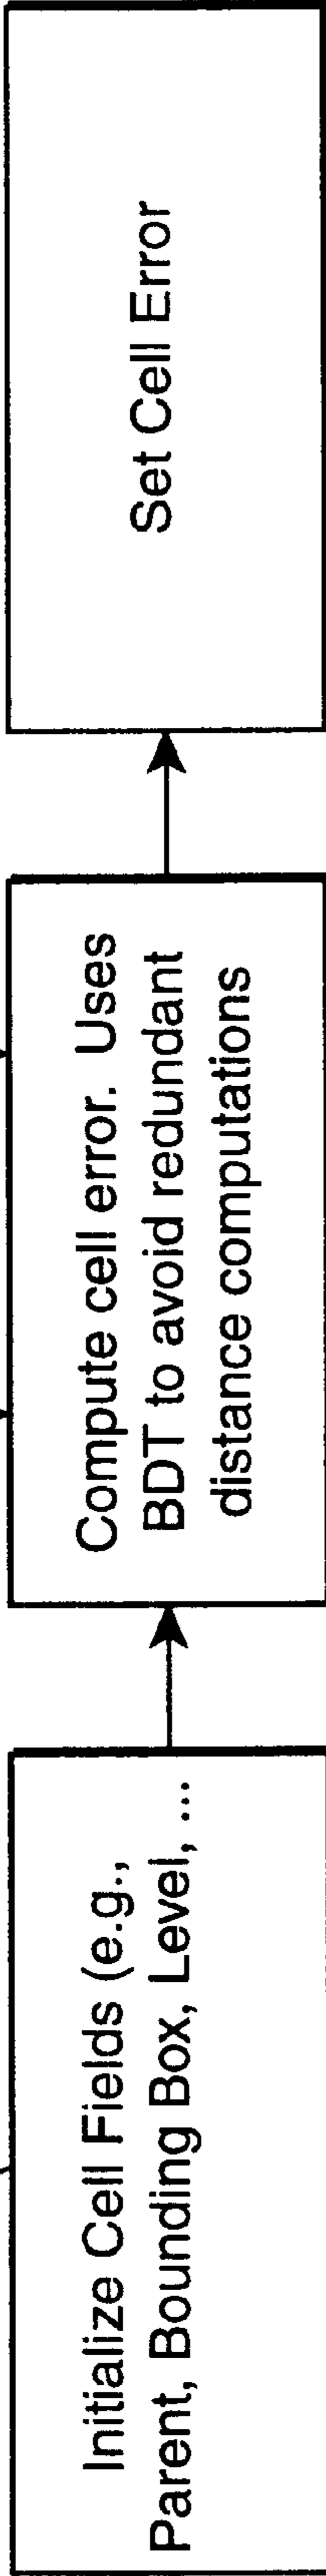 Initialize Cell Fields (e.g.,
Parent, Bounding Box, Level, ...
Compute cell error. Uses
BDT to avoid redundant
distance computations
Set Cell Error